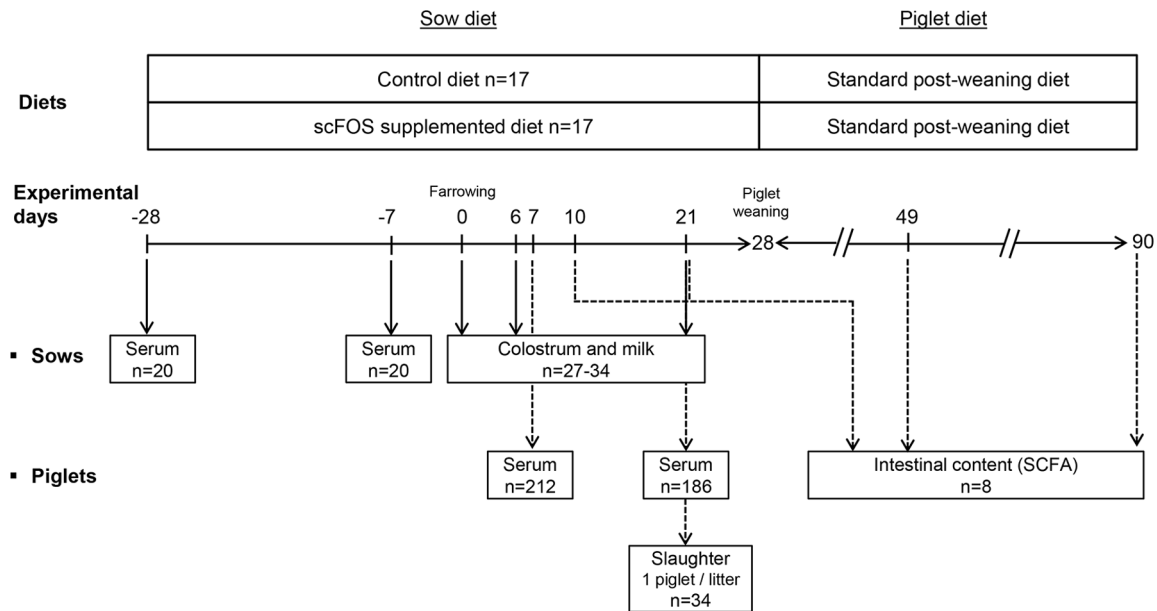 Sow diet
Piglet diet
Diets
Control diet n=17
Standard post-weaning diet
scFOS supplemented diet n=17
Standard post-weaning diet
Experimental
days
Farrowing
Piglet
weaning
-28
-7
0
6
7
10
21
28
49
90
▪ Sows
Serum
n=20
Serum
n=20
Colostrum and milk
n=27-34
▪ Piglets
Serum
n=212
Serum
n=186
Intestinal content (SCFA)
n=8
Slaughter
1 piglet / litter
n=34